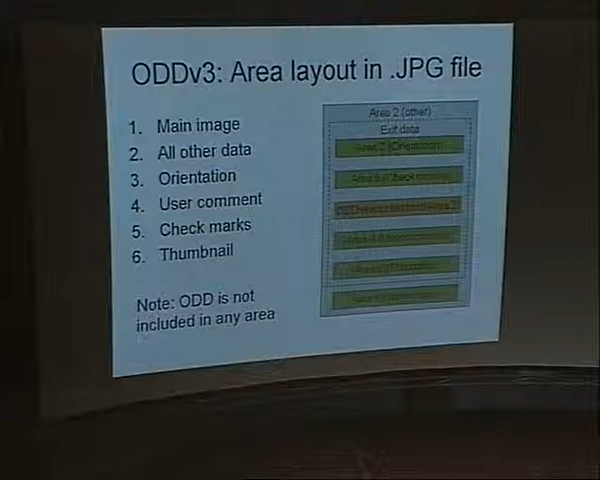 ODDv3: Area layout in .JPG file
1. Main image
2. All other data
3. Orientation
4. User comment
5. Check marks
6. Thumbnail
Note: ODD is not
included in any area
Area 2 (other)
Exif data